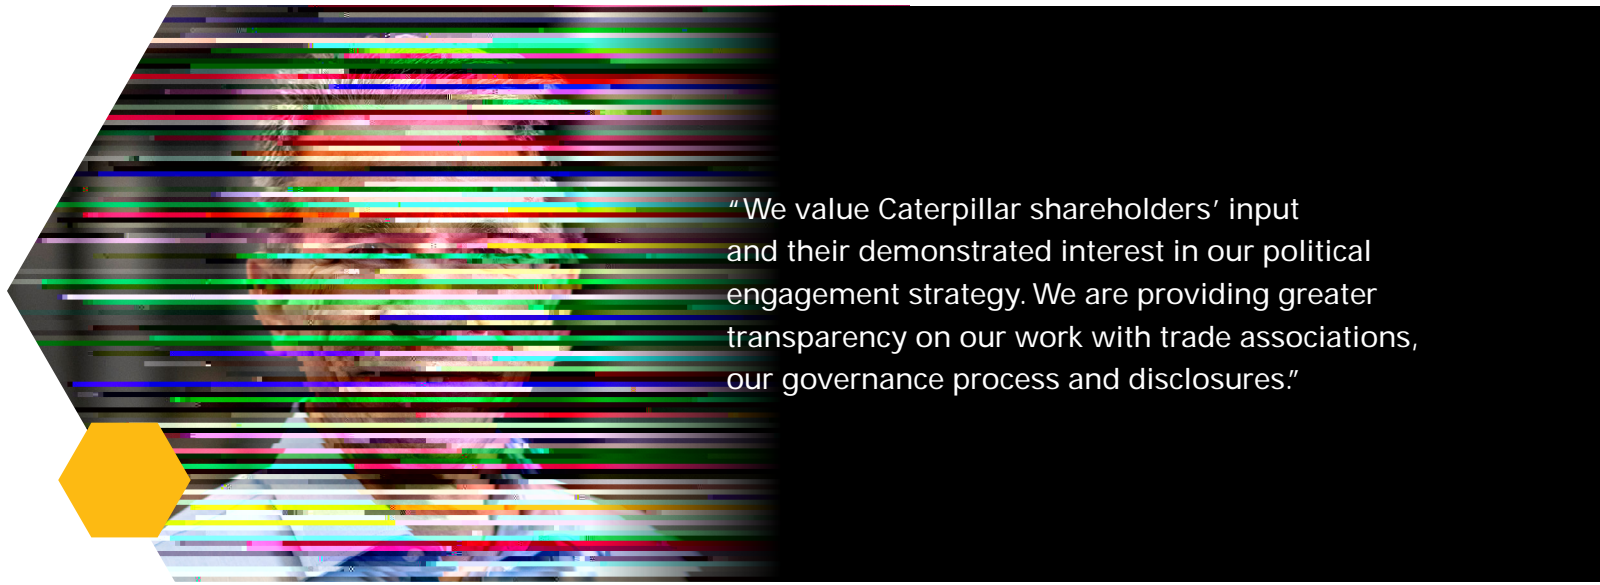 “We value Caterpillar shareholders’ input
and their demonstrated interest in our political
engagement strategy. We are providing greater
transparency on our work with trade associations,
our governance process and disclosures.”